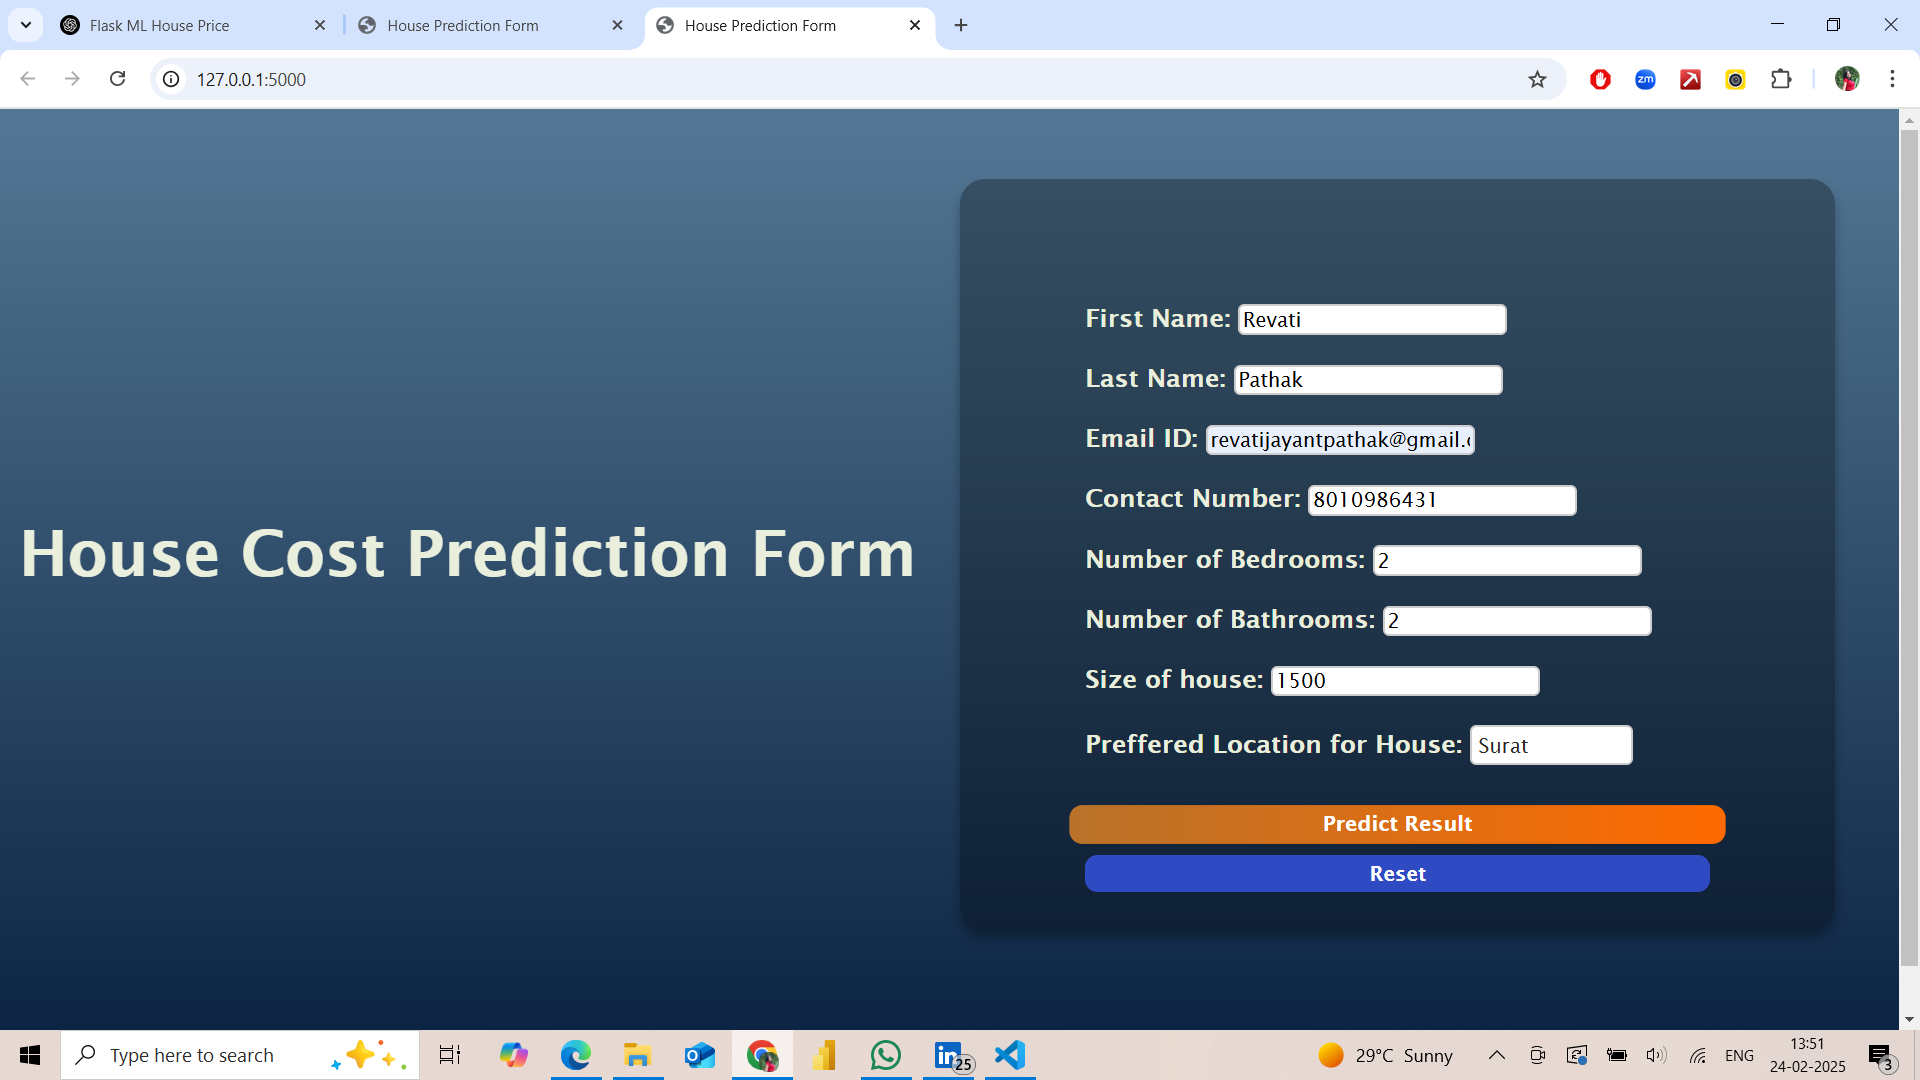 Flask ML House Price
House Prediction Form
House Prediction Form
127.0.0.1:5000
zm
House Cost Prediction Form
First Name: Revati
Last Name: Pathak
Email ID: revatijayantpathak@gmail.c
Contact Number: 8010986431
Number of Bedrooms: 2
Number of Bathrooms: 2
Size of house: 1500
Preffered Location for House: Surat
Predict Result
Reset
Type here to search
25
29°C Sunny
ENG
13:51
24-02-2025
3